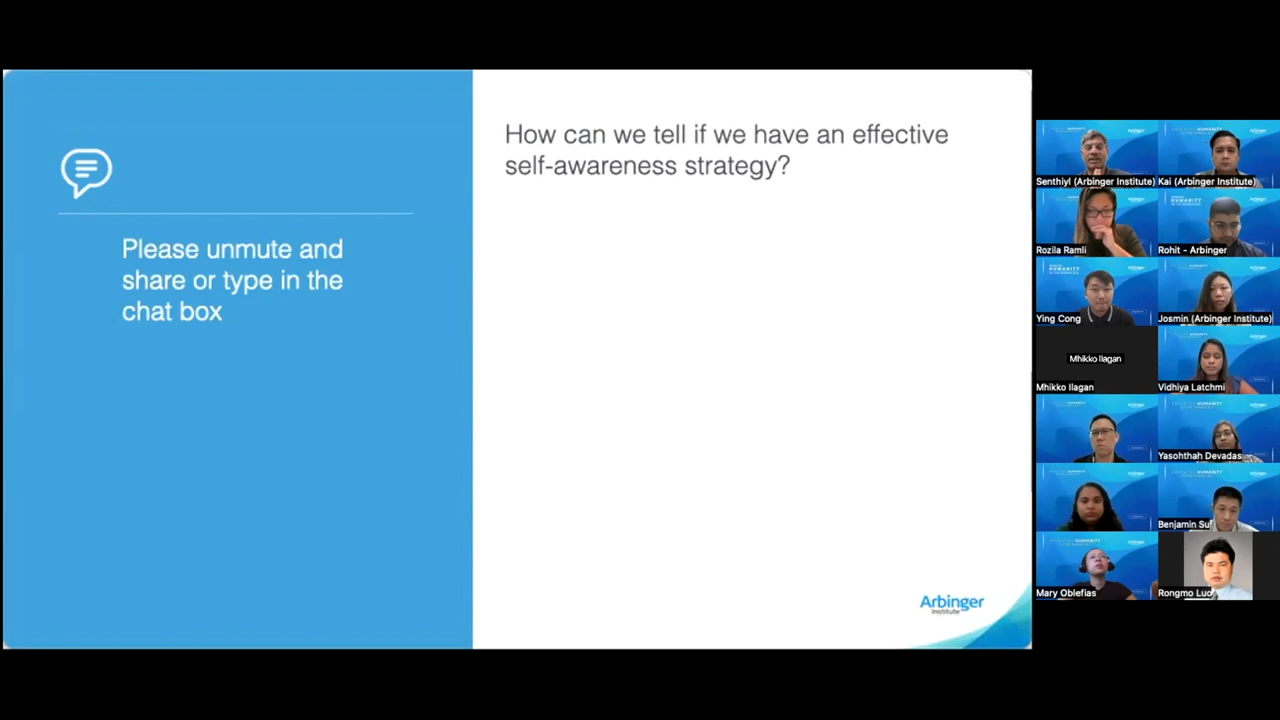 How can we tell if we have an effective
self-awareness strategy?
Please unmute and
share or type in the
chat box
Arbinger
Institute
Senthiyl (Arbinger Institute)
Kai (Arbinger Institute)
Rozila Ramli
Rohit - Arbinger
Ying Cong
Josmin (Arbinger Institute)
Mhikko Ilagan
Mhikko Ilagan
Vidhiya Latchmi
Yasohthah Devadas
Benjamin Su
Mary Oblefias
Rongmo Luo